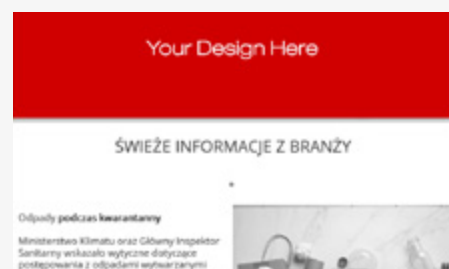 Your Design Here
ŚWIEŻE INFORMACJE Z BRANŻY
Odpady podczas kwarantanny
Ministerstwo Klimatu oraz Główny Inspektor
Sanitarny wskazało wytyczne dotyczące
postępowania z odpadami wytwarzanymi